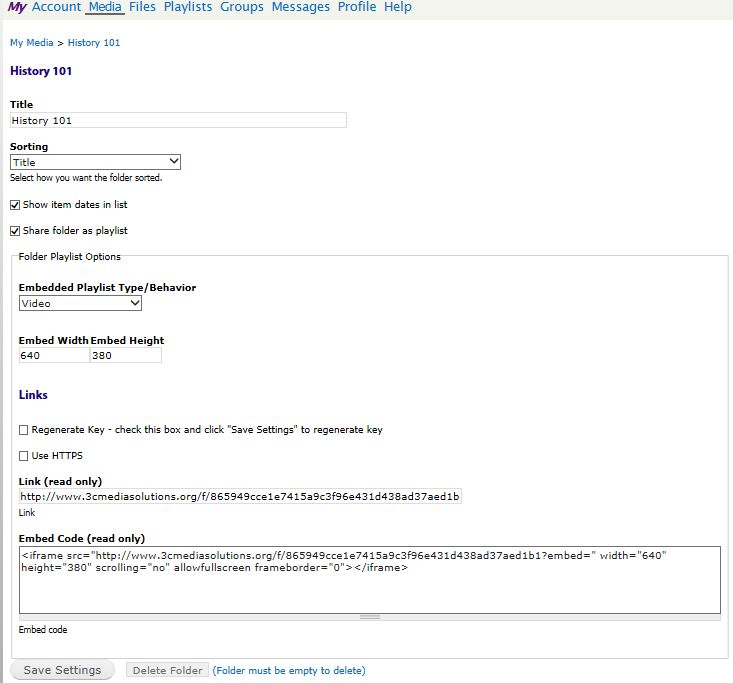 My Account Media Files Playlists Groups Messages Profile Help
My Media > History 101
History 101
Title
History 101
Sorting
Title
Select how you want the folder sorted.
Show item dates in list
Share folder as playlist
Folder Playlist Options
Embedded Playlist Type/Behavior
Video
Embed Width Embed Height
640 380
Links
Regenerate Key - check this box and click "Save Settings" to regenerate key
Use HTTPS
Link (read only)
http://www.3cmediasolutions.org/f/865949cce1e7415a9c3f96e431d438ad37aed1b
Link
Embed Code (read only)
<iframe src="http://www.3cmediasolutions.org/f/865949cce1e7415a9c3f96e431d438ad37aed1b1?embed=" width="640"
height="380" scrolling="no" allowfullscreen frameborder="0"></iframe>
Embed code
Save Settings Delete Folder (Folder must be empty to delete)